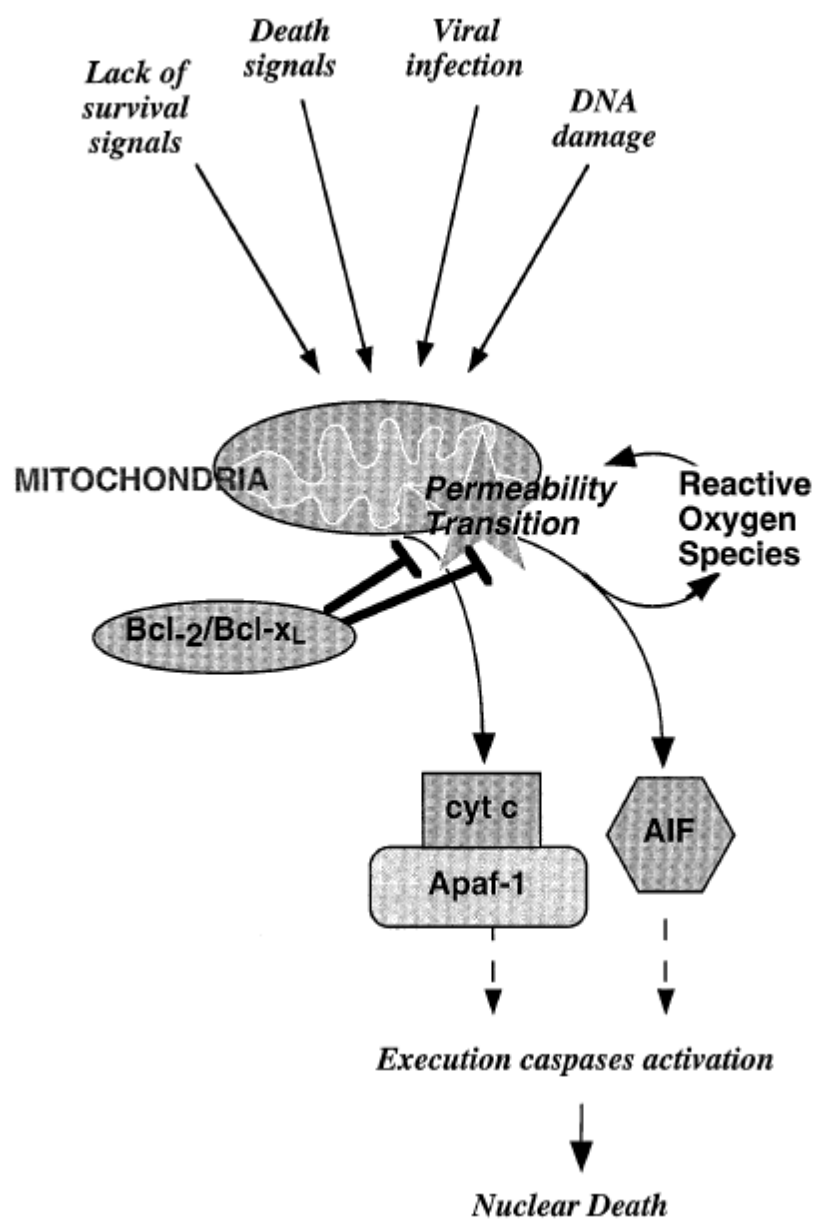 Lack of
survival
signals
Death
signals
Viral
infection
DNA
damage
MITOCHONDRIA
Permeability
Transition
Reactive
Oxygen
Species
Bcl-2/Bcl-xL
cyt c
Apaf-1
AIF
Execution caspases activation
Nuclear Death